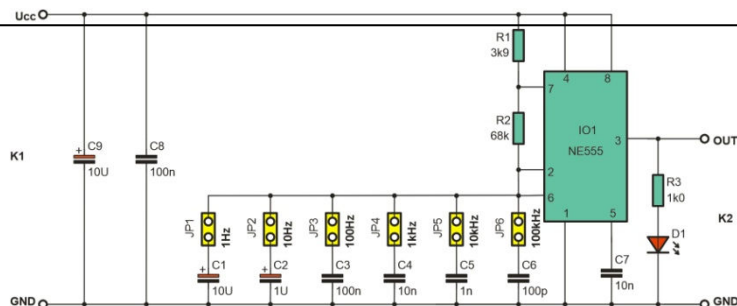 Ucc
R1
3k9
4
8
7
R2
68k
IO1
NE555
3
OUT
K1
C9
10U
C8
100n
2
6
R3
1k0
K2
JP1
1Hz
JP2
10Hz
JP3
100Hz
JP4
1kHz
JP5
10kHz
JP6
100kHz
1
5
D1
C1
10U
C2
1U
C3
100n
C4
10n
C5
1n
C6
100p
C7
10n
GND
GND